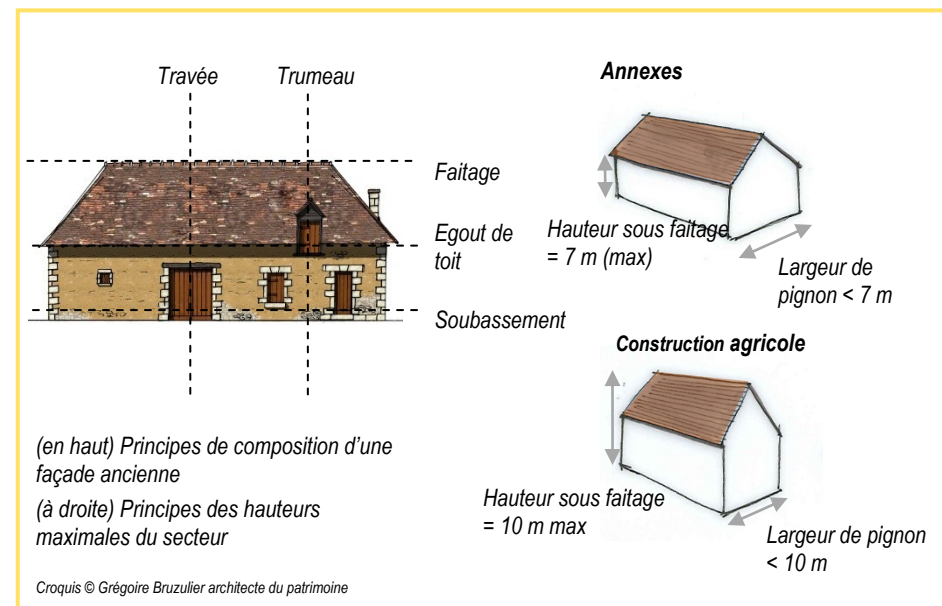 Travée
Trumeau
Faitage
Egout de
toit
Soubassement
(en haut) Principes de composition d'une
façade ancienne
(à droite) Principes des hauteurs
maximales du secteur
Croquis © Grégoire Bruzulier architecte du patrimoine
Annexes
Hauteur sous faitage
= 7 m (max)
Largeur de
pignon < 7 m
Construction agricole
Hauteur sous faitage
= 10 m max
Largeur de pignon
< 10 m